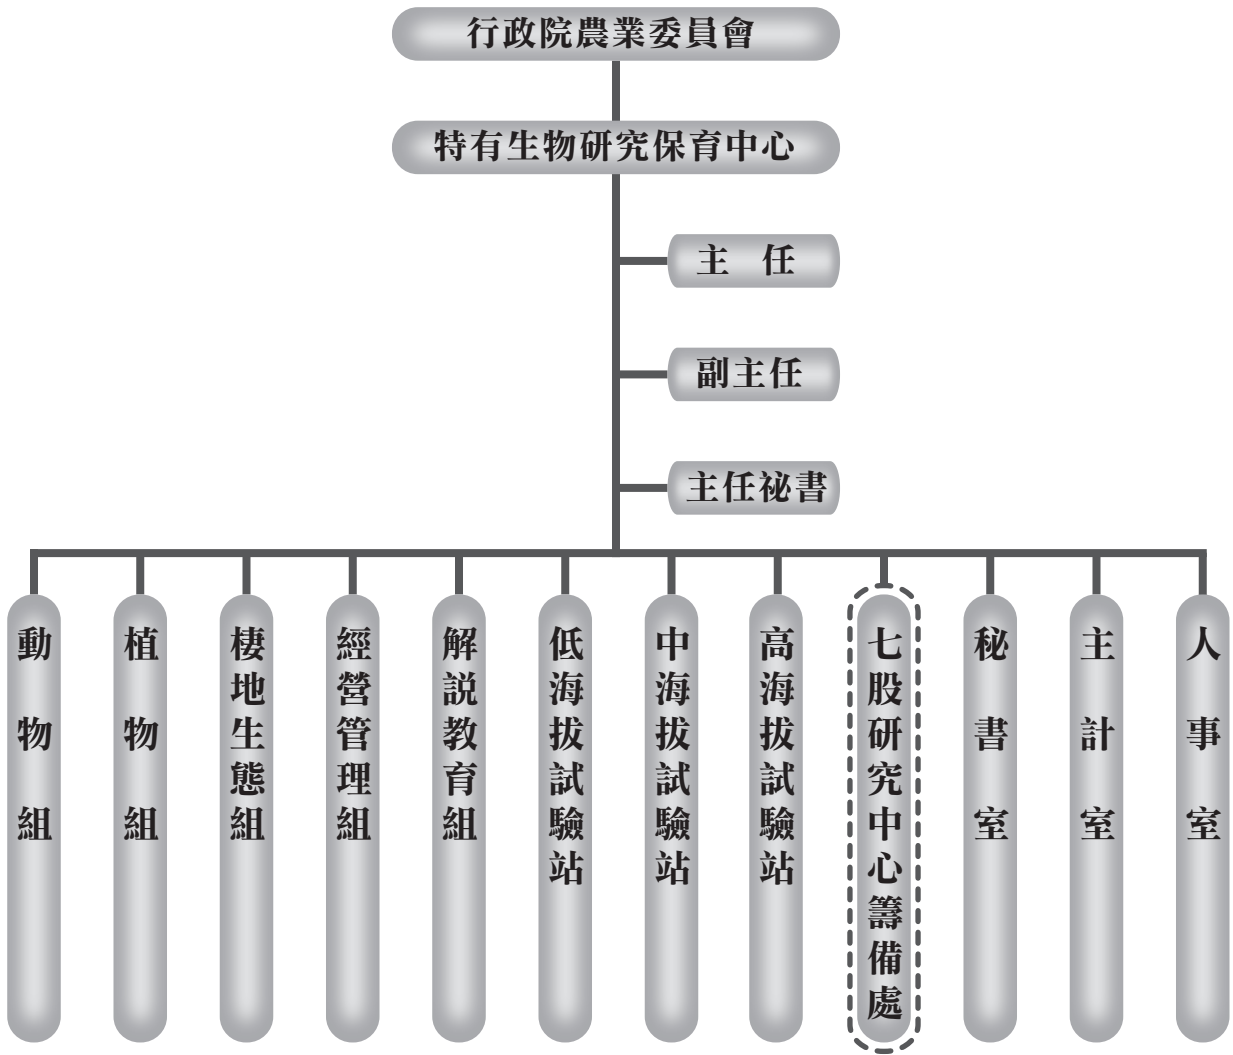 行政院農業委員會
特有生物研究保育中心
主 任
副主任
主任祕書
動物組
植物組
棲地生態組
經營管理組
解説教育組
低海拔試驗站
中海拔試驗站
高海拔試驗站
七股研究中心籌備處
秘書室
主計室
人事室